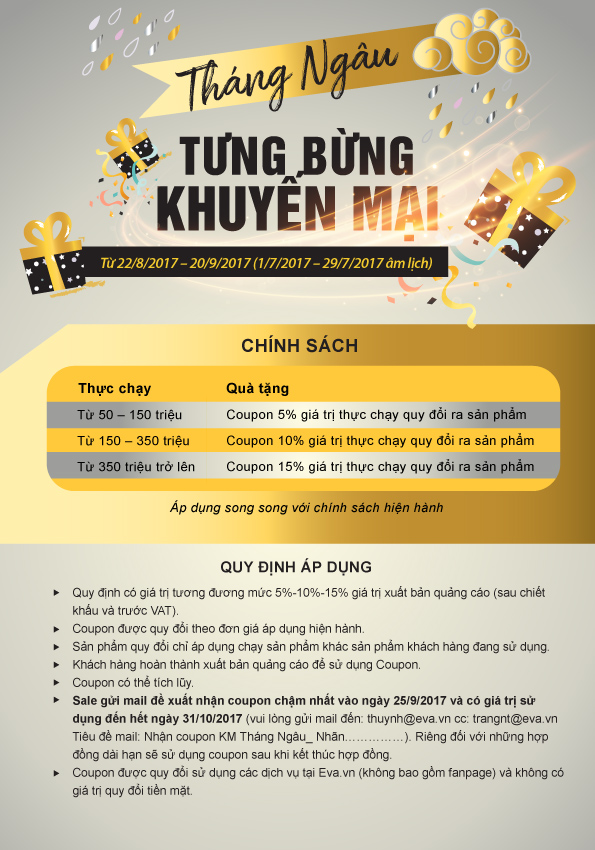 Tháng Ngâu
TƯNG BỪNG
KHUYẾN MẠI
Từ 22/8/2017 – 20/9/2017 (1/7/2017 – 29/7/2017 âm lịch)
CHÍNH SÁCH
Thực chạy Quà tặng
Từ 50 – 150 triệu Coupon 5% giá trị thực chạy quy đổi ra sản phẩm
Từ 150 – 350 triệu Coupon 10% giá trị thực chạy quy đổi ra sản phẩm
Từ 350 triệu trở lên Coupon 15% giá trị thực chạy quy đổi ra sản phẩm
Áp dụng song song với chính sách hiện hành
QUY ĐỊNH ÁP DỤNG
Quy định có giá trị tương đương mức 5%-10%-15% giá trị xuất bản quảng cáo (sau chiết
khấu và trước VAT).
Coupon được quy đổi theo đơn giá áp dụng hiện hành.
Sản phẩm quy đổi chỉ áp dụng chạy sản phẩm khác sản phẩm khách hàng đang sử dụng.
Khách hàng hoàn thành xuất bản quảng cáo để sử dụng Coupon.
Coupon có thể tích lũy.
Sale gửi mail đề xuất nhận coupon chậm nhất vào ngày 25/9/2017 và có giá trị sử
dụng đến hết ngày 31/10/2017 (vui lòng gửi mail đến: thuynh@eva.vn cc: trangnt@eva.vn
Tiêu đề mail: Nhận coupon KM Tháng Ngâu_ Nhãn……………). Riêng đối với những hợp
đồng dài hạn sẽ sử dụng coupon sau khi kết thúc hợp đồng.
Coupon được quy đổi sử dụng các dịch vụ tại Eva.vn (không bao gồm fanpage) và không có
giá trị quy đổi tiền mặt.